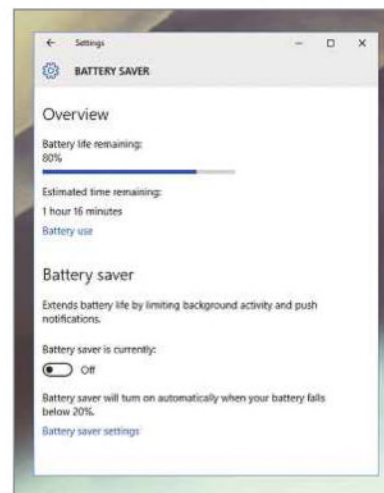 Settings
BATTERY SAVER
Overview
Battery life remaining:
80%
Estimated time remaining:
1 hour 16 minutes
Battery use
Battery saver
Extends battery life by limiting background activity and push
notifications.
Battery saver is currently:
Off
Battery saver will turn on automatically when your battery falls
below 20%.
Battery saver settings